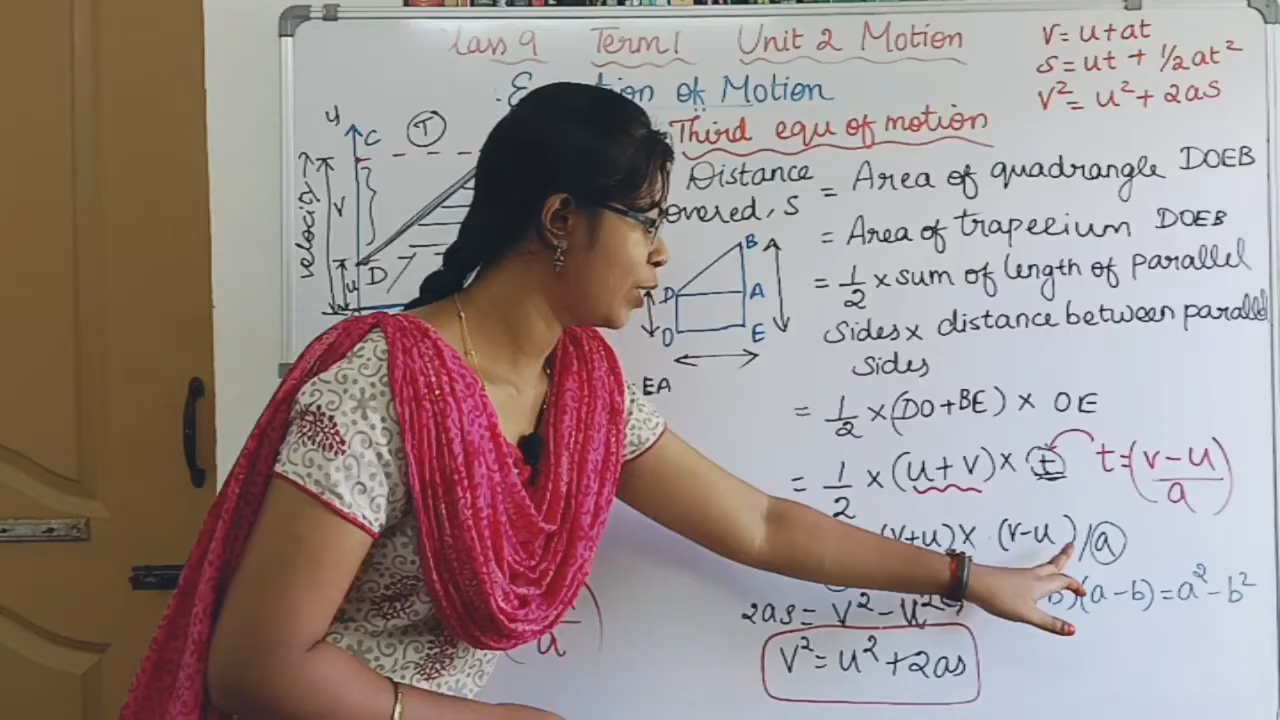 Class 9 Term 1 Unit 2 Motion
of Motion
v = u + at
s = ut + 1/2 at²
v² = u² + 2as
Third equ of motion
y
C
T
velocity →
v
u
D
Distance
covered, S
= Area of quadrangle DOEB
= Area of trapezium DOEB
= 1/2 × sum of length of parallel
sides × distance between parallel
sides
B
D
A
O
E
EA
= 1/2 × (DO + BE) × OE
= 1/2 × (u + v) × t
t = (v - u / a)
(v + u) × (v - u) / a
b) (a - b) = a² - b²
2as = v² - u²
v² = u² + 2as
a